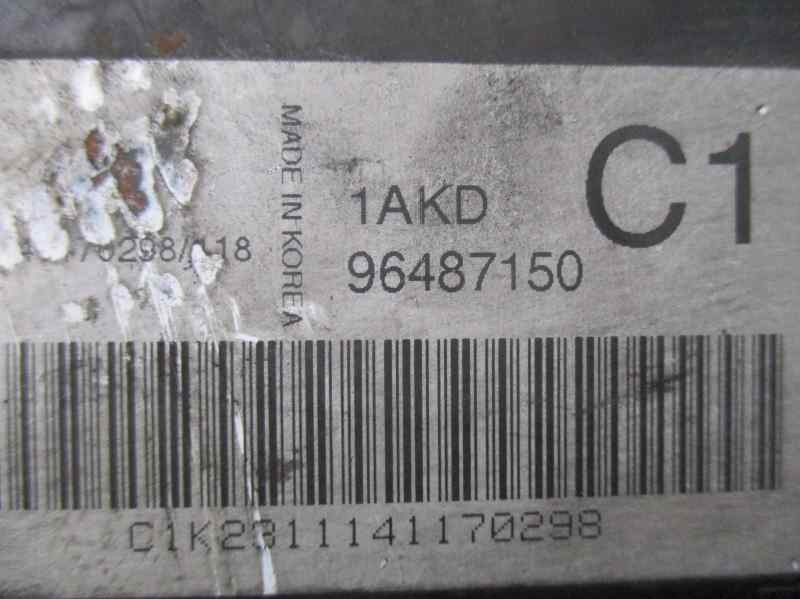 MADE IN KOREA
1AKD
C1
96487150
C1K2311141170298